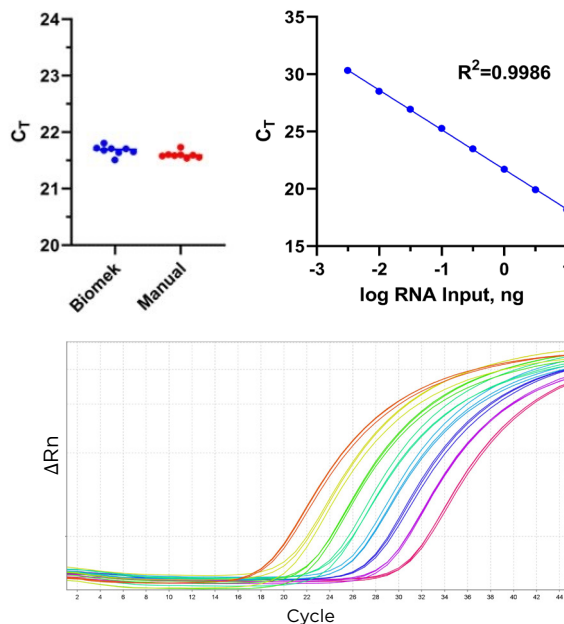 24
23
22
21
20
C_T
Biomek
Manual
35
30
25
20
15
C_T
R²=0.9986
-3 -2 -1 0
log RNA Input, ng
ΔRn
2 4 6 8 10 12 14 16 18 20 22 24 26 28 30 32 34 36 38 40 42 44
Cycle